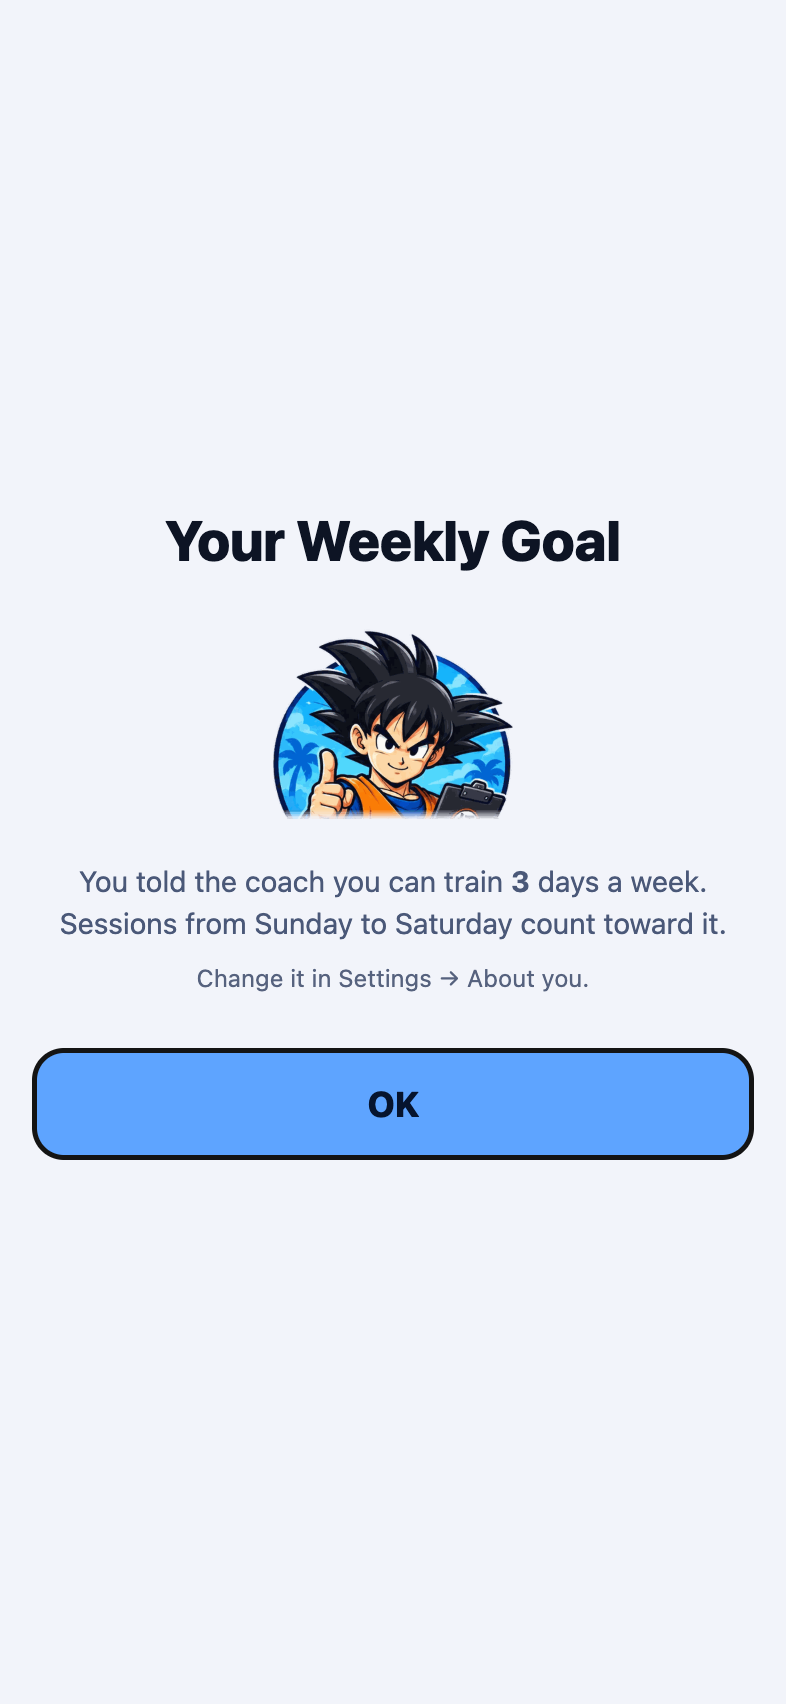 Your Weekly Goal
You told the coach you can train 3 days a week.
Sessions from Sunday to Saturday count toward it.
Change it in Settings → About you.
OK